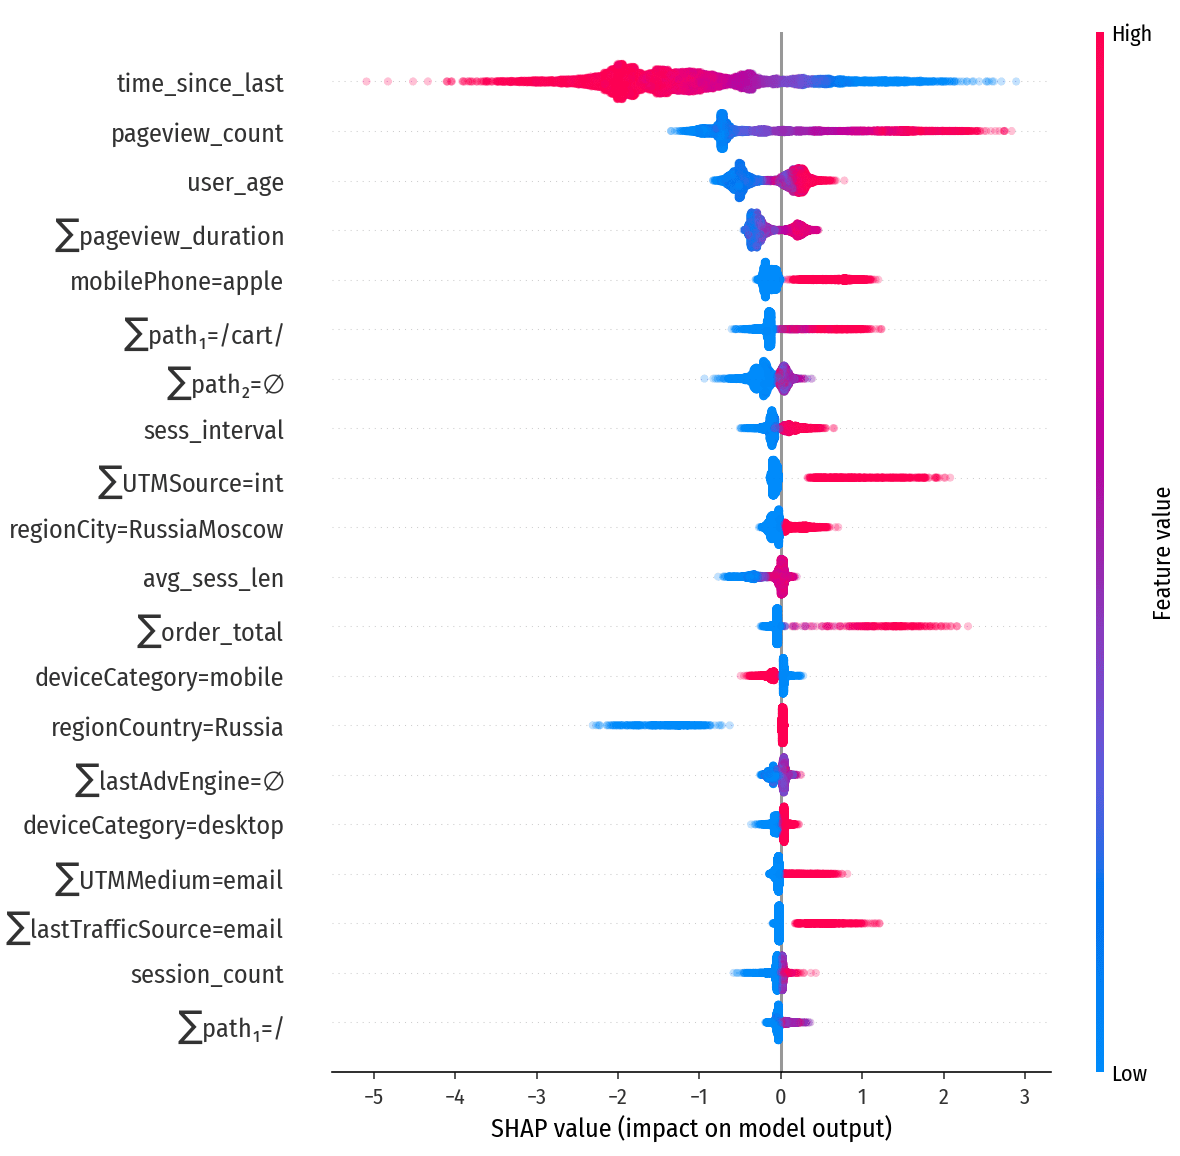 High
time_since_last
pageview_count
user_age
∑pageview_duration
mobilePhone=apple
∑path₁=/cart/
∑path₂=∅
sess_interval
∑UTMSource=int
regionCity=RussiaMoscow
avg_sess_len
∑order_total
deviceCategory=mobile
regionCountry=Russia
∑lastAdvEngine=∅
deviceCategory=desktop
∑UTMMedium=email
∑lastTrafficSource=email
session_count
∑path₁=/
Feature value
Low
−5 −4 −3 −2 −1 0 1 2 3
SHAP value (impact on model output)